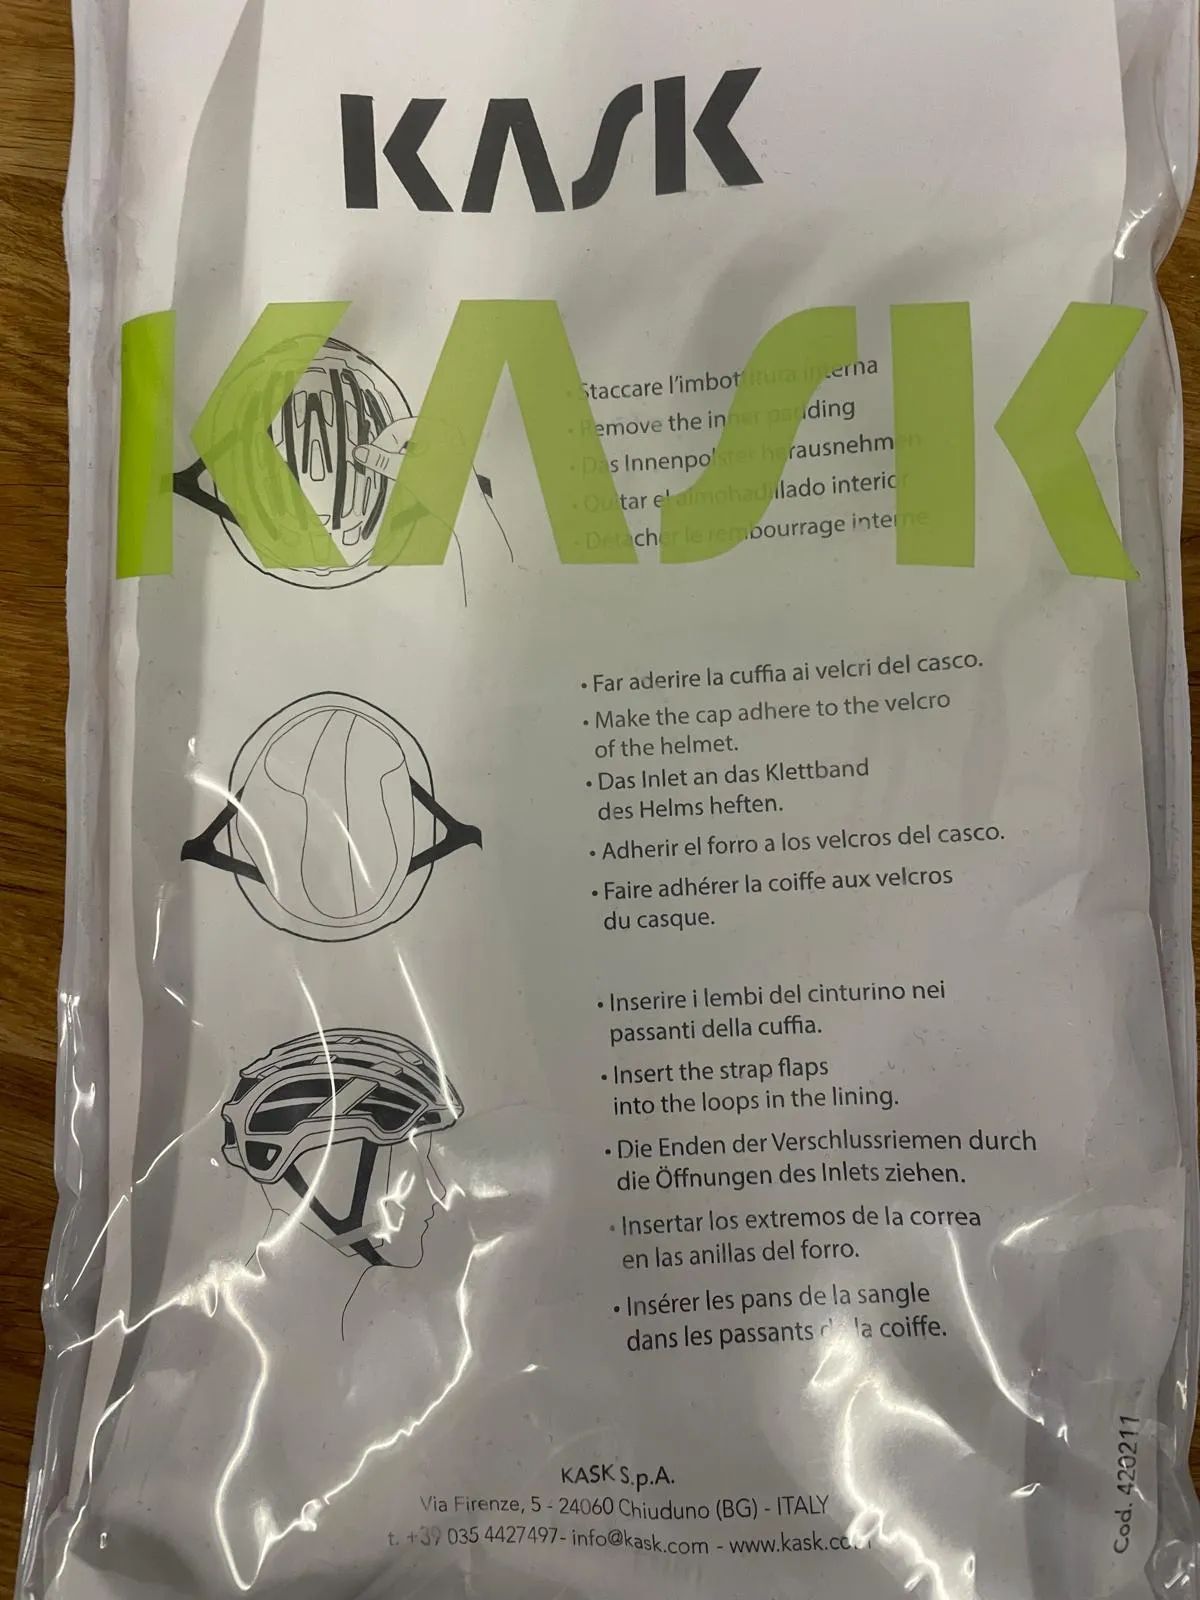 KASK
KASK
• Staccare l'imbottitura interna
• Remove the inner padding
• Das Innenpolster herausnehmen
• Quitar el almohadillado interior
• Détacher le rembourrage interne
• Far aderire la cuffia ai velcri del casco.
• Make the cap adhere to the velcro
of the helmet.
• Das Inlet an das Klettband
des Helms heften.
• Adherir el forro a los velcros del casco.
• Faire adhérer la coiffe aux velcros
du casque.
• Inserire i lembi del cinturino nei
passanti della cuffia.
• Insert the strap flaps
into the loops in the lining.
• Die Enden der Verschlussriemen durch
die Öffnungen des Inlets ziehen.
• Insertar los extremos de la correa
en las anillas del forro.
• Insérer les pans de la sangle
dans les passants de la coiffe.
KASK S.p.A.
Via Firenze, 5 - 24060 Chiuduno (BG) - ITALY
t. +39 035 4427497- info@kask.com - www.kask.com
Cod. 420211